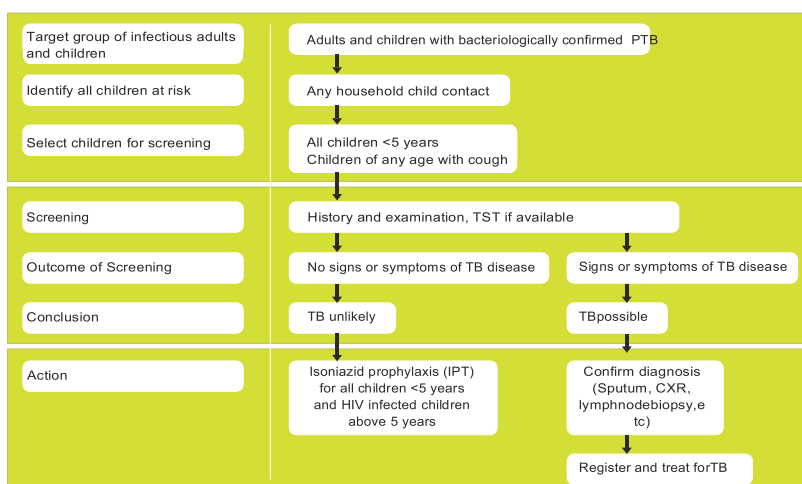 Target group of infectious adults
and children
Adults and children with bacteriologically confirmed PTB
Identify all children at risk
Any household child contact
Select children for screening
All children <5 years
Children of any age with cough
Screening
History and examination, TST if available
Outcome of Screening
No signs or symptoms of TB disease
Signs or symptoms of TB disease
Conclusion
TB unlikely
TBpossible
Action
Isoniazid prophylaxis (IPT)
for all children <5 years
and HIV infected children
above 5 years
Confirm diagnosis
(Sputum, CXR,
lymphnodebiopsy,e
tc)
Register and treat forTB